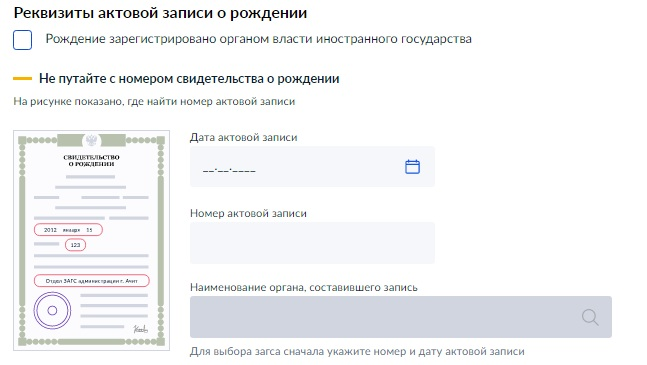 Реквизиты актовой записи о рождении
Рождение зарегистрировано органом власти иностранного государства
Не путайте с номером свидетельства о рождении
На рисунке показано, где найти номер актовой записи
СВИДЕТЕЛЬСТВО
О РОЖДЕНИИ
2012 января 15
123
Отдел ЗАГС администрации г. Ачит
Дата актовой записи
__.__.____
Номер актовой записи
Наименование органа, составившего запись
Для выбора загса сначала укажите номер и дату актовой записи